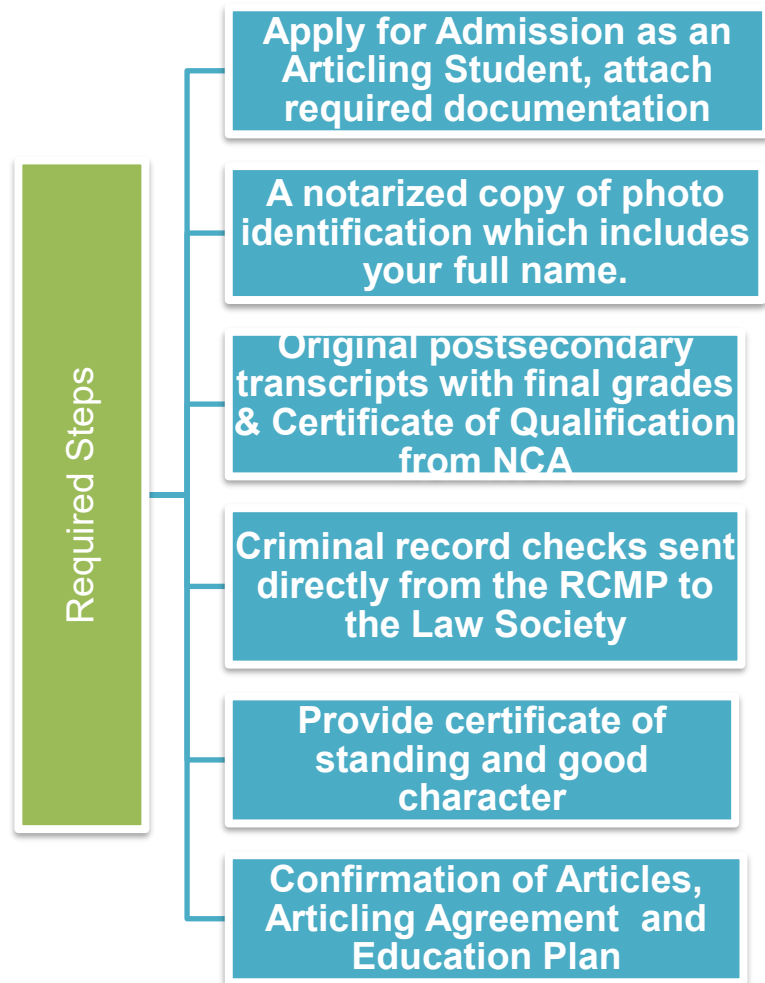 Required Steps
Apply for Admission as an
Articling Student, attach
required documentation
A notarized copy of photo
identification which includes
your full name.
Original postsecondary
transcripts with final grades
& Certificate of Qualification
from NCA
Criminal record checks sent
directly from the RCMP to
the Law Society
Provide certificate of
standing and good
character
Confirmation of Articles,
Articling Agreement and
Education Plan